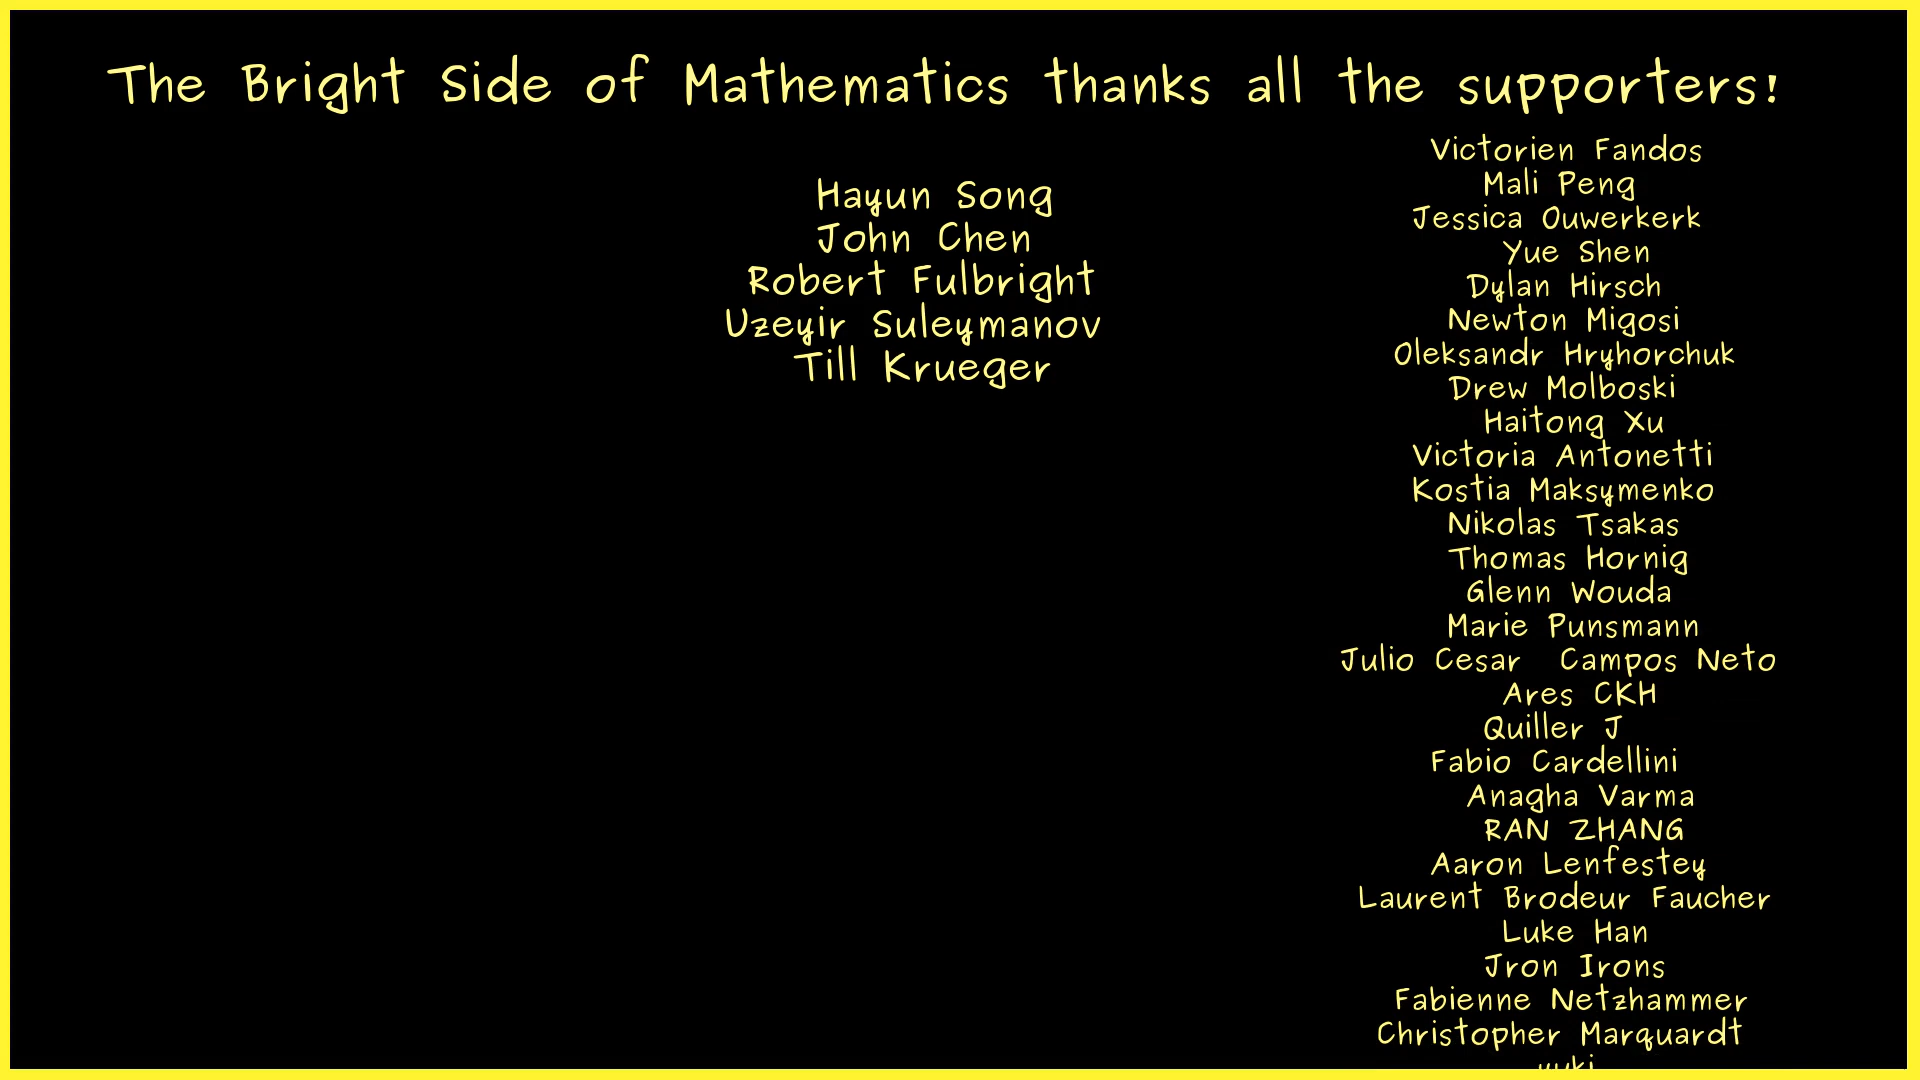 The Bright Side of Mathematics thanks all the supporters!
Hayun Song
John Chen
Robert Fulbright
Uzeyir Suleymanov
Till Krueger
Victorien Fandos
Mali Peng
Jessica Ouwerkerk
Yue Shen
Dylan Hirsch
Newton Migosi
Oleksandr Hryhorchuk
Drew Molboski
Haitong Xu
Victoria Antonetti
Kostia Maksymenko
Nikolas Tsakas
Thomas Hornig
Glenn Wouda
Marie Punsmann
Julio Cesar  Campos Neto
Ares CKH
Quiller J
Fabio Cardellini
Anagha Varma
RAN ZHANG
Aaron Lenfestey
Laurent Brodeur Faucher
Luke Han
Jron Irons
Fabienne Netzhammer
Christopher Marquardt